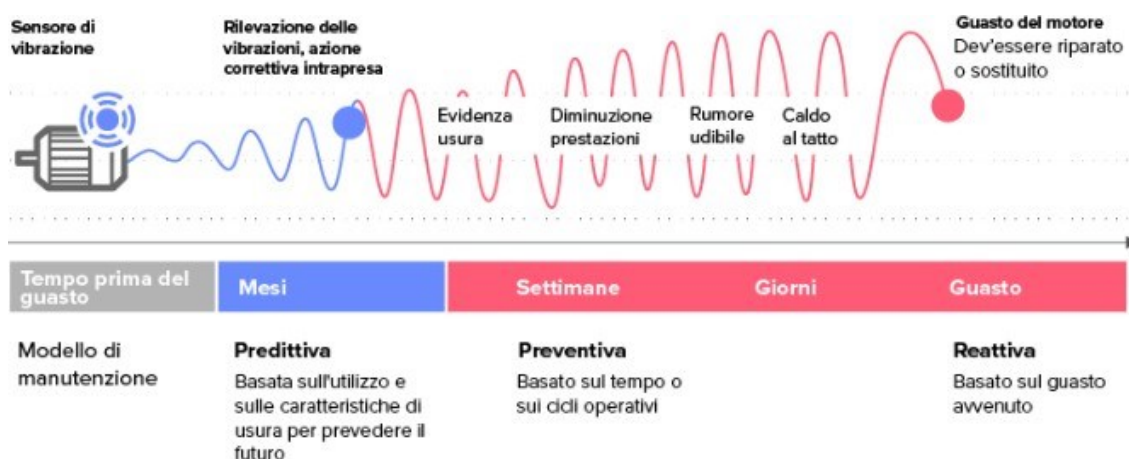 Sensore di
vibrazione
Rilevazione delle
vibrazioni, azione
correttiva intrapresa
Guasto del motore
Dev'essere riparato
o sostituito
Evidenza
usura
Diminuzione
prestazioni
Rumore
udibile
Caldo
al tatto
Tempo prima del
guasto
Mesi
Settimane
Giorni
Guasto
Modello di
manutenzione
Predittiva
Basata sull'utilizzo e
sulle caratteristiche di
usura per prevedere il
futuro
Preventiva
Basato sul tempo o
sui cicli operativi
Reattiva
Basato sul guasto
avvenuto